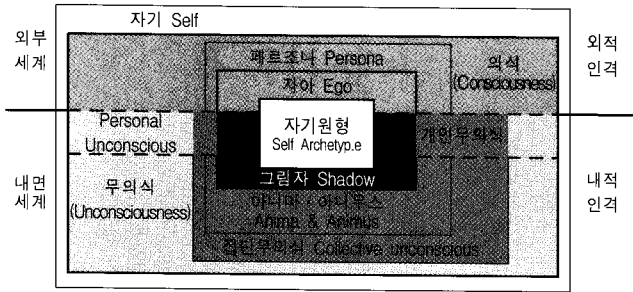 자기 Self
외부
세계
페르조나 Persona
의식
(Consciousness)
외적
인격
자아 Ego
Personal
Unconscious
자기원형
Self Archetyp.e
개인무의식
내면
세계
무의식
(Unconsciousness)
그림자 Shadow
아니마 · 아니무스
Anima & Animus
집단무의식 Collective unconscious
내적
인격